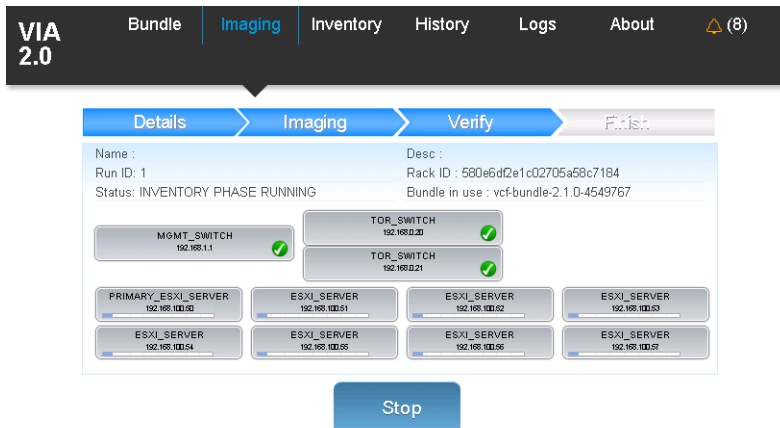 VIA 2.0
Bundle Imaging Inventory History Logs About (8)
Details Imaging Verify Finish
Name :
Desc :
Run ID: 1
Rack ID : 580e6df2e1c02705a58c7184
Status: INVENTORY PHASE RUNNING
Bundle in use : vcf-bundle-2.1.0-4549767
MGMT_SWITCH
192.168.1.1
TOR_SWITCH
192.168.0.20
TOR_SWITCH
192.168.0.21
PRIMARY_ESXI_SERVER
192.168.100.50
ESXI_SERVER
192.168.100.51
ESXI_SERVER
192.168.100.52
ESXI_SERVER
192.168.100.53
ESXI_SERVER
192.168.100.54
ESXI_SERVER
192.168.100.55
ESXI_SERVER
192.168.100.56
ESXI_SERVER
192.168.100.57
Stop